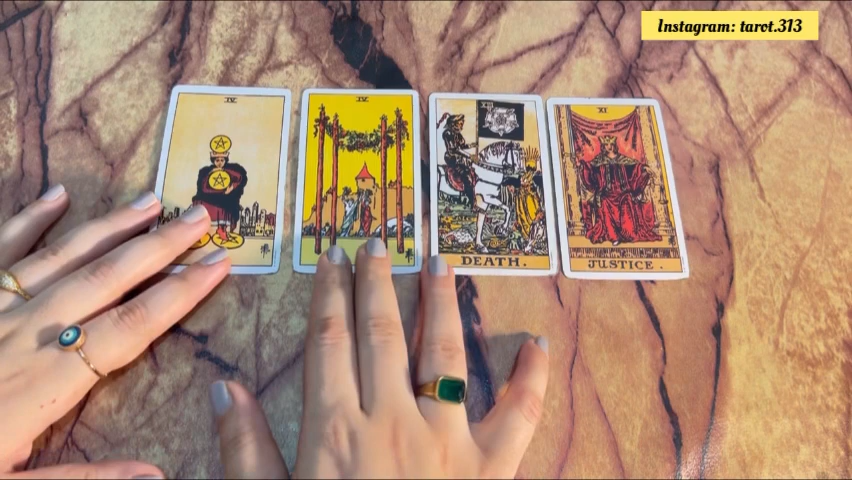 Instagram: tarot.313
IV
IV
XIII
DEATH.
XI
JUSTICE.